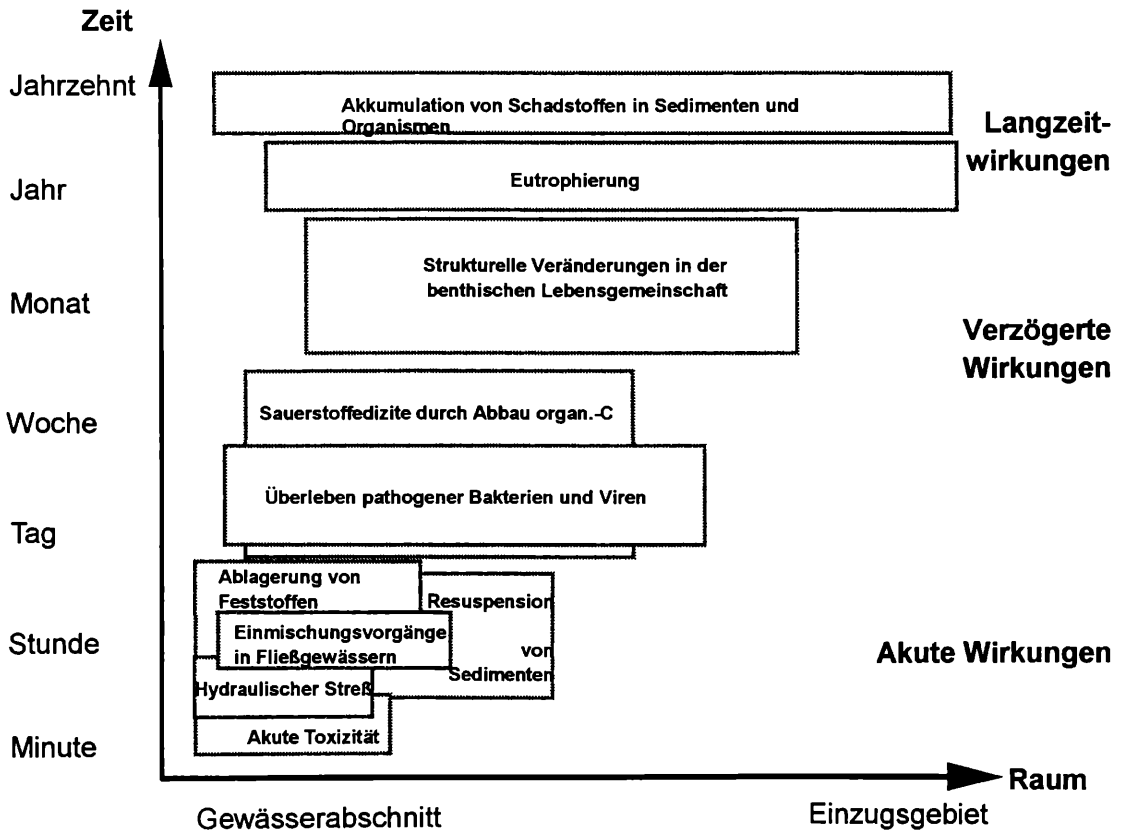 Zeit
Jahrzehnt
Akkumulation von Schadstoffen in Sedimenten und
Organismen
Langzeit-
wirkungen
Jahr
Eutrophierung
Strukturelle Veränderungen in der
benthischen Lebensgemeinschaft
Monat
Verzögerte
Wirkungen
Woche
Sauerstoffedizite durch Abbau organ.-C
Überleben pathogener Bakterien und Viren
Tag
Ablagerung von
Feststoffen
Resuspension
von
Sedimenten
Stunde
Einmischungsvorgänge
in Fließgewässern
Akute Wirkungen
Hydraulischer Streß
Akute Toxizität
Minute
Raum
Gewässerabschnitt
Einzugsgebiet